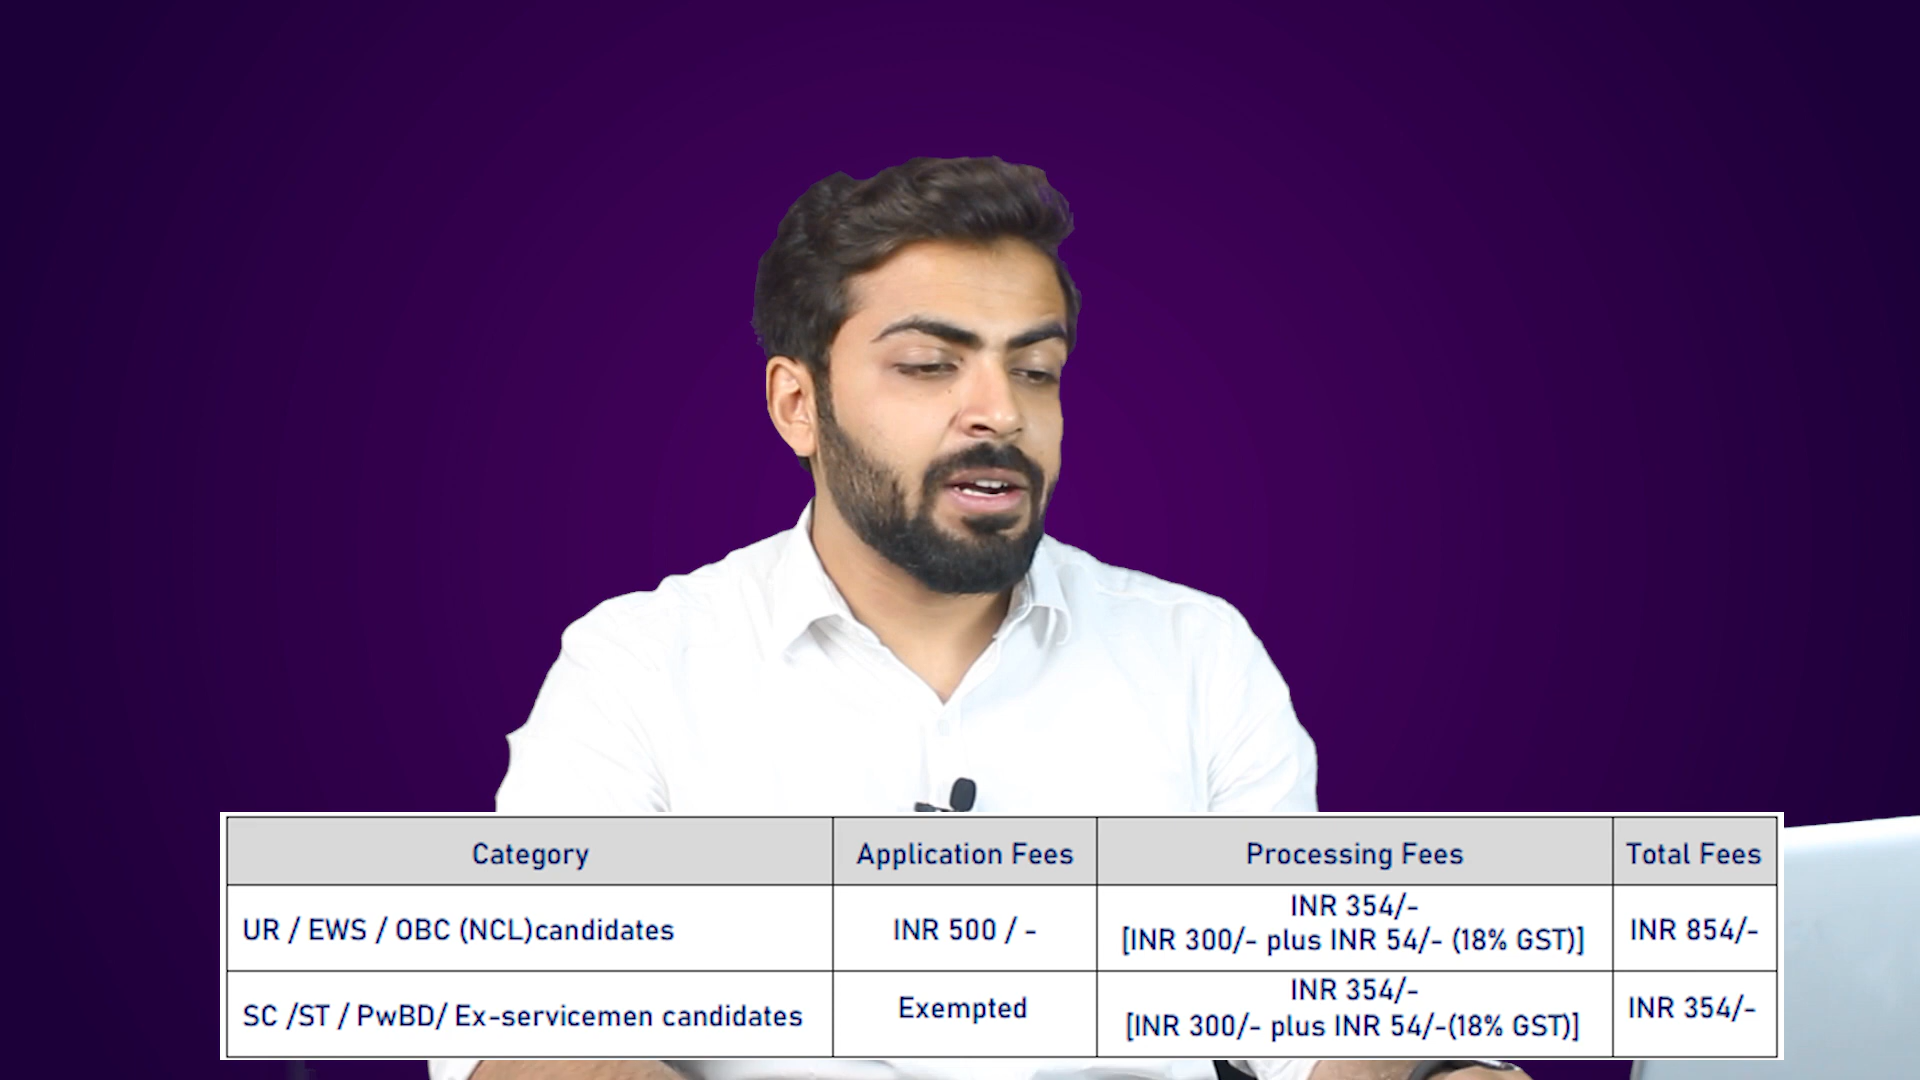 Category Application Fees Processing Fees Total Fees
UR / EWS / OBC (NCL)candidates INR 500 / - INR 354/-
[INR 300/- plus INR 54/- (18% GST)] INR 854/-
SC /ST / PwBD/ Ex-servicemen candidates Exempted INR 354/-
[INR 300/- plus INR 54/-(18% GST)] INR 354/-